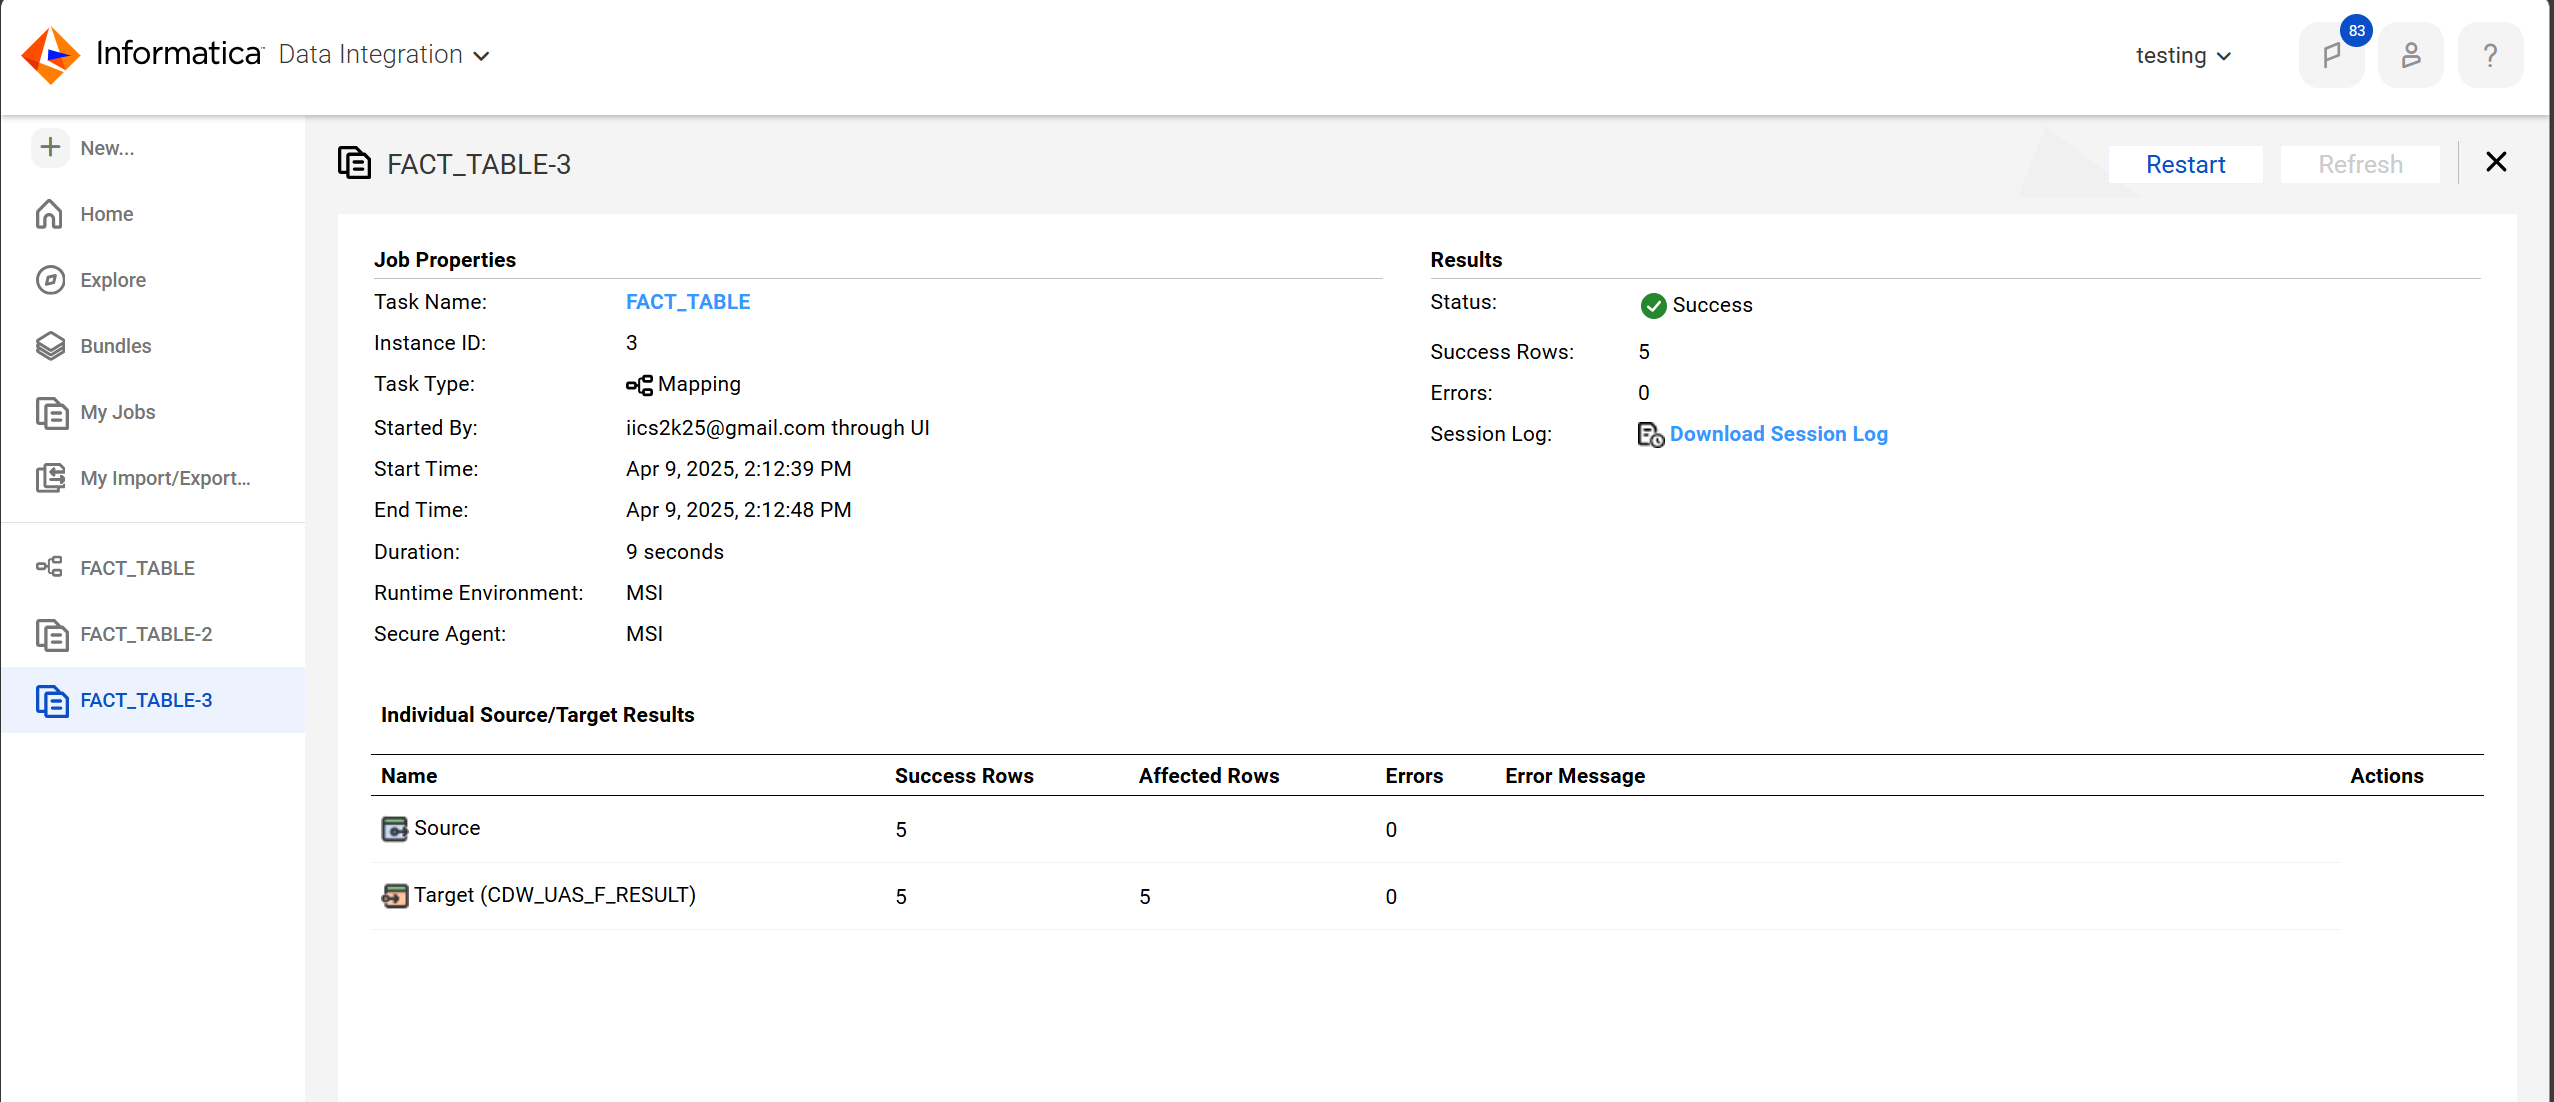 Informatica Data Integration
testing
83
?
New...
Home
Explore
Bundles
My Jobs
My Import/Export...
FACT_TABLE
FACT_TABLE-2
FACT_TABLE-3
FACT_TABLE-3
Restart
Refresh
Job Properties
Task Name: FACT_TABLE
Instance ID: 3
Task Type: Mapping
Started By: iics2k25@gmail.com through UI
Start Time: Apr 9, 2025, 2:12:39 PM
End Time: Apr 9, 2025, 2:12:48 PM
Duration: 9 seconds
Runtime Environment: MSI
Secure Agent: MSI
Results
Status: Success
Success Rows: 5
Errors: 0
Session Log: Download Session Log
Individual Source/Target Results
Name Success Rows Affected Rows Errors Error Message Actions
Source 5 0
Target (CDW_UAS_F_RESULT) 5 5 0